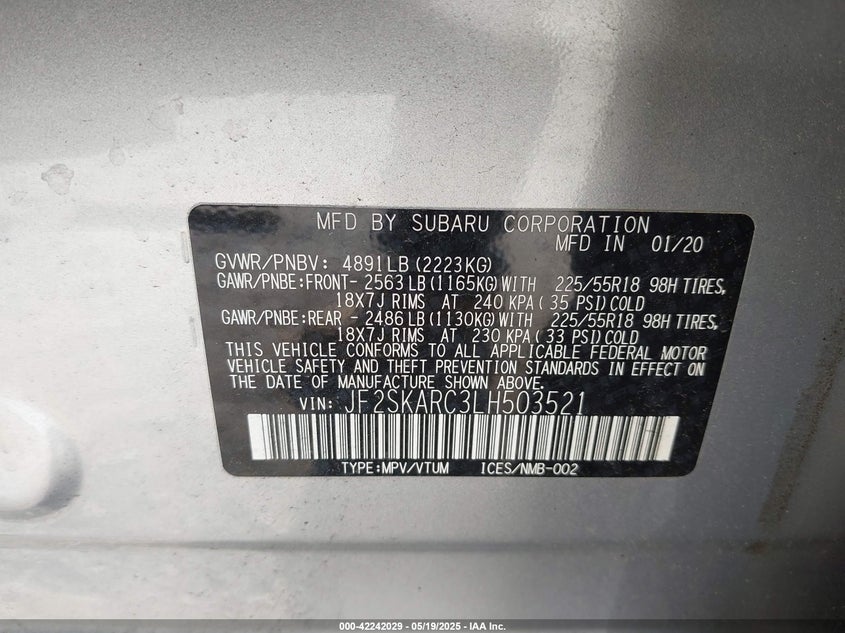 MFD BY SUBARU CORPORATION
MFD IN 01/20
GVWR/PNBV: 4891LB (2223KG)
GAWR/PNBE:FRONT- 2563LB (1165KG) WITH 225/55R18 98H TIRES,
18X7J RIMS AT 240 KPA ( 35 PSI) COLD
GAWR/PNBE:REAR - 2486LB (1130KG) WITH 225/55R18 98H TIRES,
18X7J RIMS AT 230 KPA ( 33 PSI) COLD
THIS VEHICLE CONFORMS TO ALL APPLICABLE FEDERAL MOTOR
VEHICLE SAFETY AND THEFT PREVENTION STANDARDS IN EFFECT ON
THE DATE OF MANUFACTURE SHOWN ABOVE.
VIN: JF2SKARC3LH503521
TYPE:MPV/VTUM ICES/NMB-002
000-42242029 - 05/19/2025 - IAA Inc.